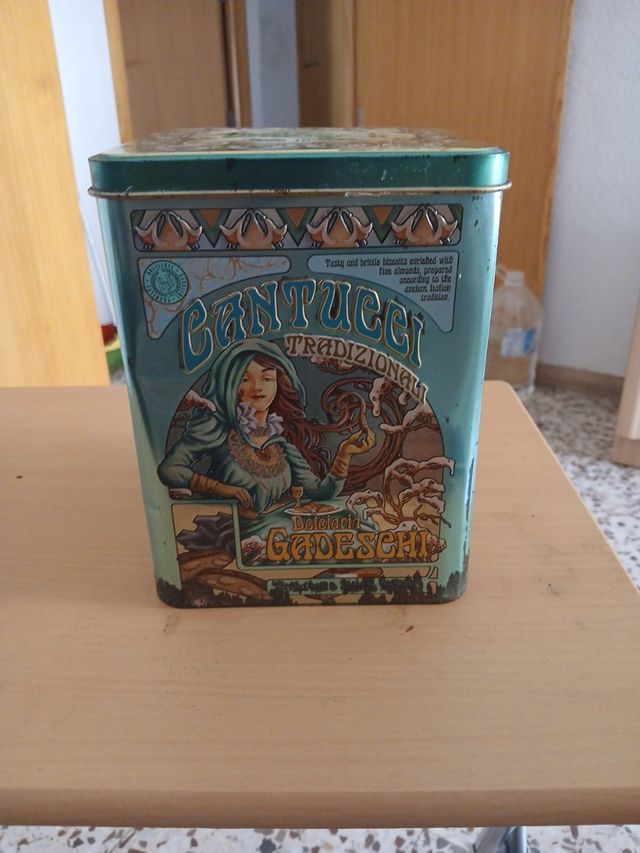 Tasty and brittle biscuits enriched with
fine almonds, prepared
according to the
ancient Italian
tradition.
CANTUCCI
TRADIZIONALI
Dolciaria
GADESCHI